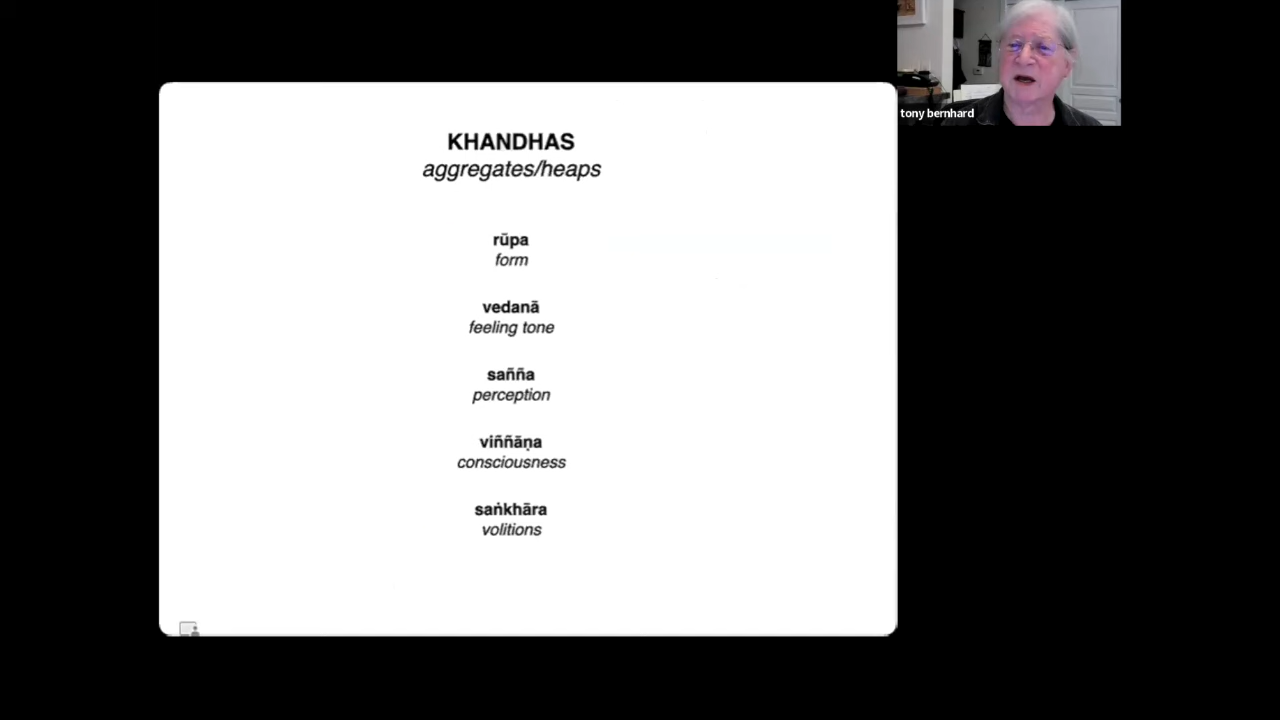 KHANDHAS
aggregates/heaps
rūpa
form
vedanā
feeling tone
sañña
perception
viññāṇa
consciousness
saṅkhāra
volitions
tony bernhard